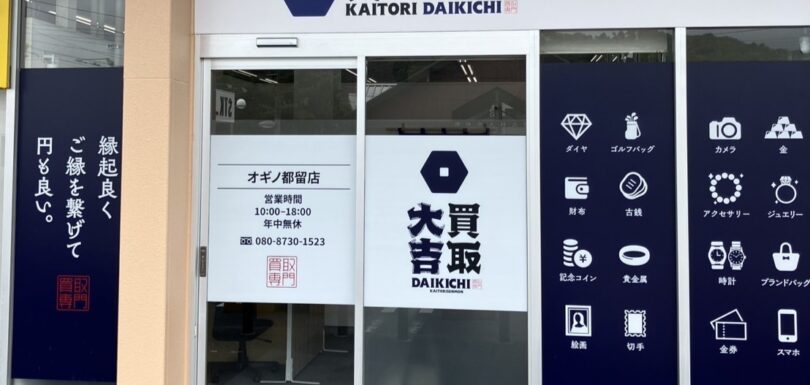 KAITORI DAIKICHI
縁起良く
ご縁を繋げて
円も良い。
買取
専門
オギノ都留店
営業時間
10:00-18:00
年中無休
080-8730-1523
買取
専門
買取
大吉
DAIKICHI
KAITORISENMON
ダイヤ
ゴルフバッグ
財布
古銭
記念コイン
貴金属
絵画
切手
カメラ
金
アクセサリー
ジュエリー
時計
ブランドバッグ
金券
スマホ